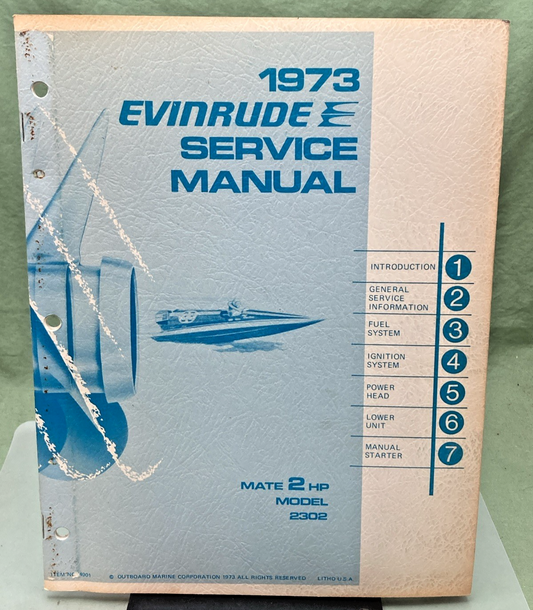 1973
EVINRUDE
SERVICE
MANUAL
INTRODUCTION 1
GENERAL
SERVICE
INFORMATION 2
FUEL
SYSTEM 3
IGNITION
SYSTEM 4
POWER
HEAD 5
LOWER
UNIT 6
MANUAL
STARTER 7
MATE 2 HP
MODEL
2302
© OUTBOARD MARINE CORPORATION 1973 ALL RIGHTS RESERVED LITHO U.S.A